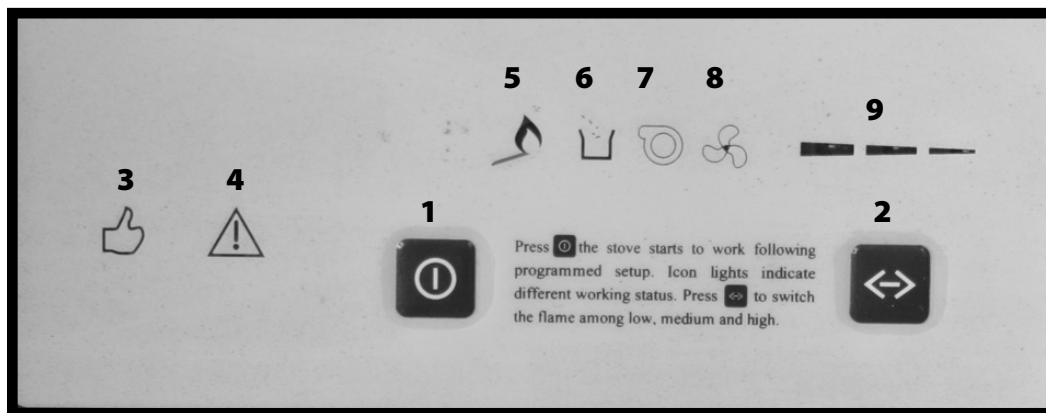 5 6 7 8
9
3 4
1 2
Press the stove starts to work following
programmed setup. Icon lights indicate
different working status. Press to switch
the flame among low, medium and high.